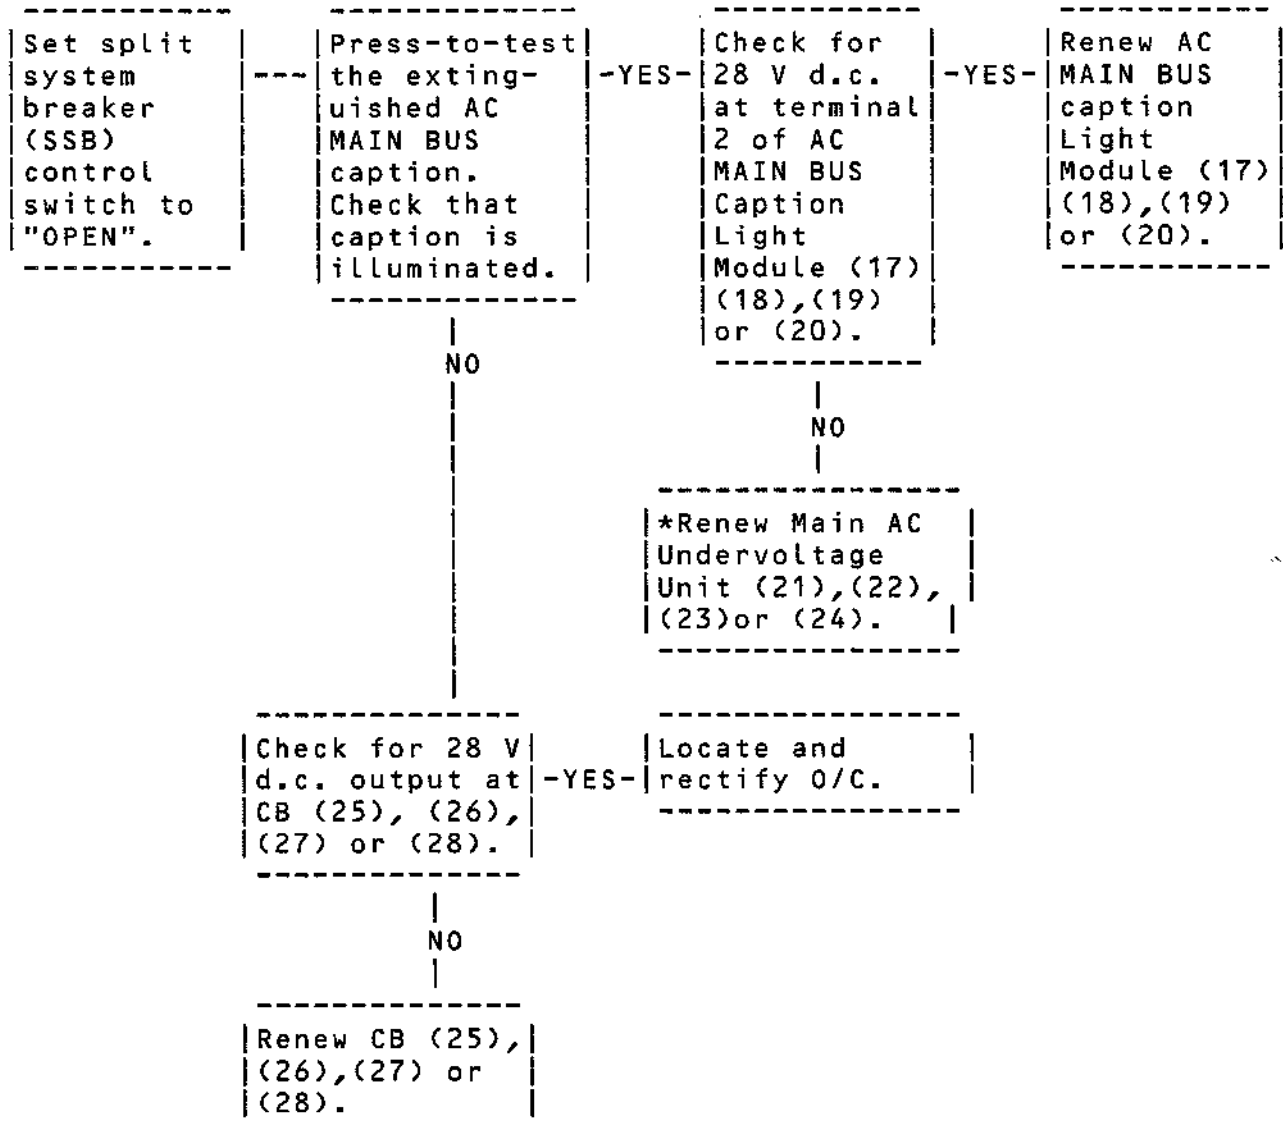 Set split
system
breaker
(SSB)
control
switch to
"OPEN".
Press-to-test
the exting-
uished AC
MAIN BUS
caption.
Check that
caption is
illuminated.
-YES-
Check for
28 V d.c.
at terminal
2 of AC
MAIN BUS
Caption
Light
Module (17)
(18),(19)
or (20).
-YES-
Renew AC
MAIN BUS
caption
Light
Module (17)
(18),(19)
or (20).
NO
NO
*Renew Main AC
Undervoltage
Unit (21),(22),
(23)or (24).
Check for 28 V
d.c. output at
CB (25), (26),
(27) or (28).
-YES-
Locate and
rectify O/C.
NO
Renew CB (25),
(26),(27) or
(28).